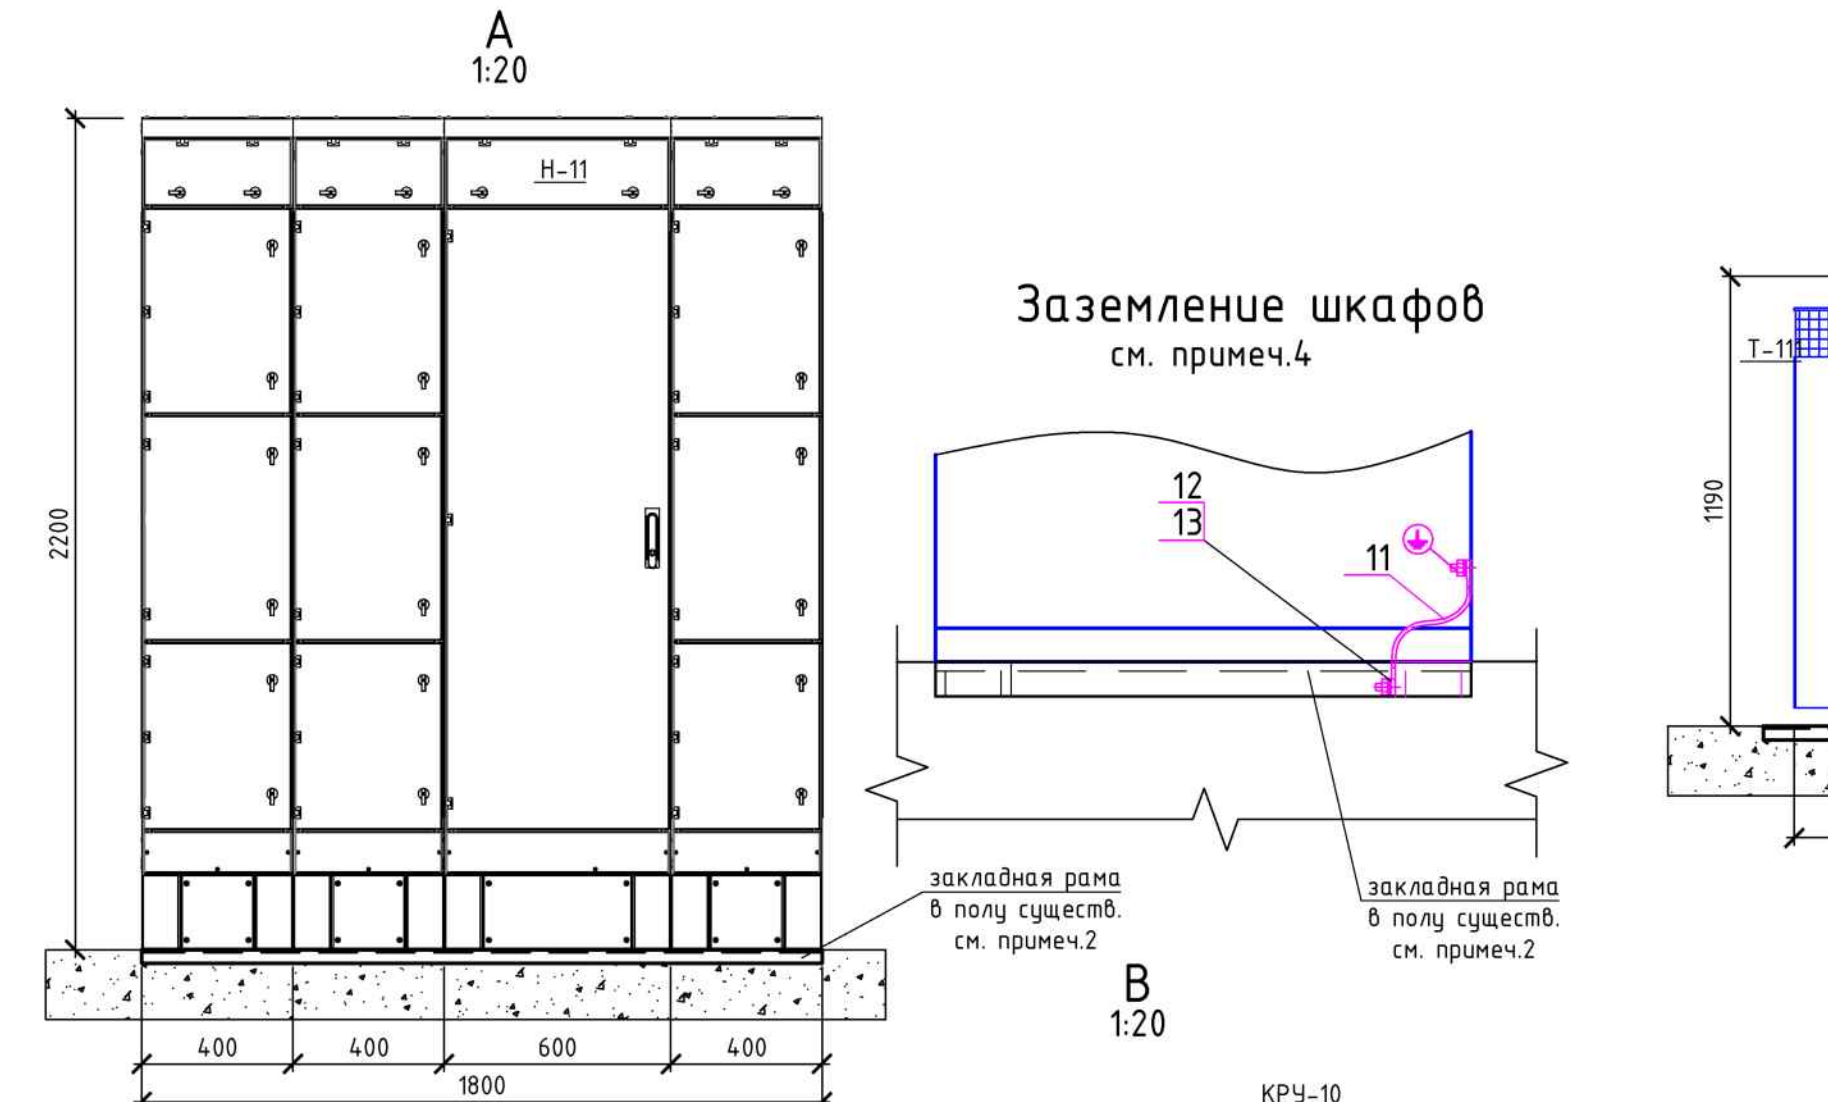 А
1:20
Н-11
2200
400
400
600
400
1800
закладная рама
в полу существ.
см. примеч.2
Заземление шкафов
см. примеч.4
12
13
11
закладная рама
в полу существ.
см. примеч.2
В
1:20
КРУ-10
1190